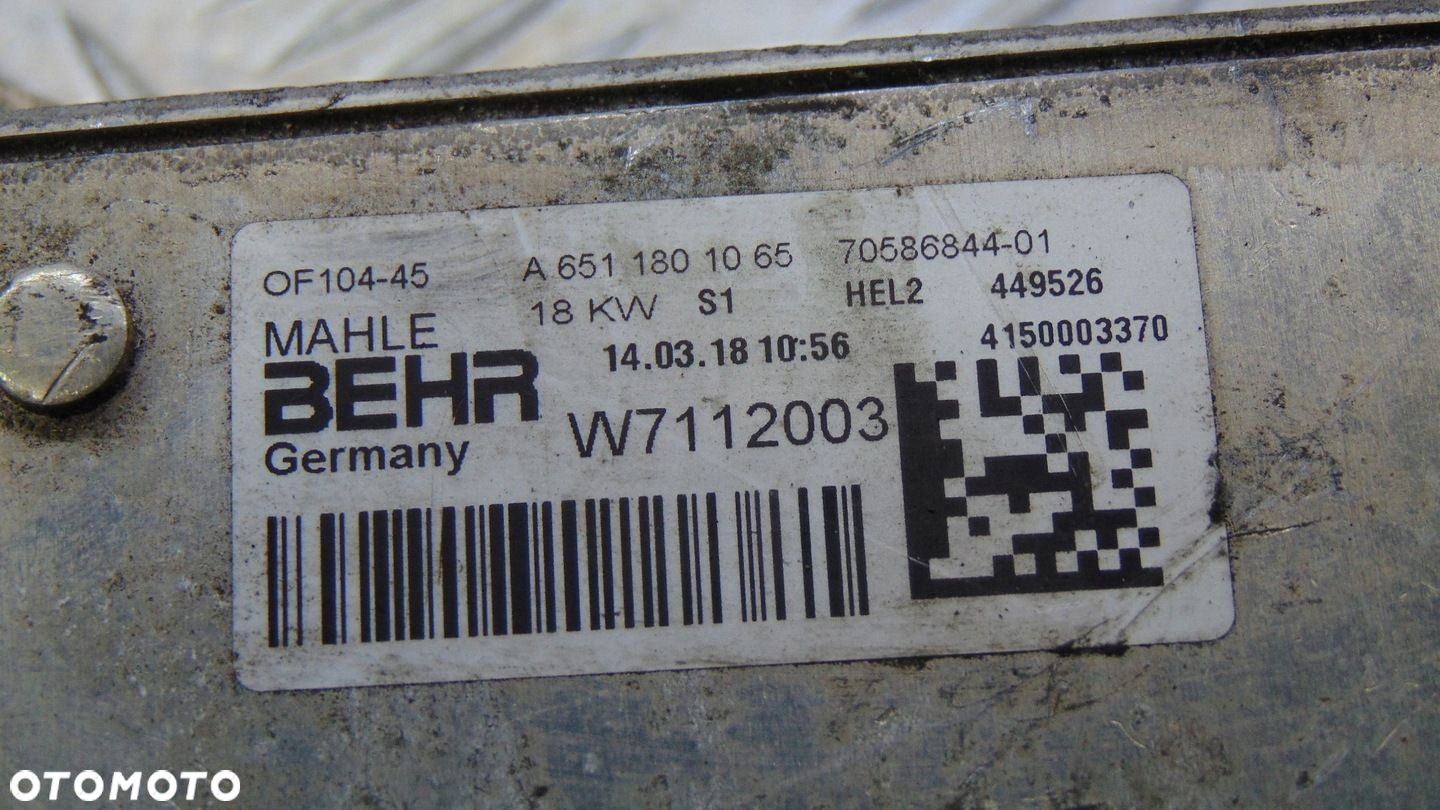 OF104-45 A 651 180 10 65 70586844-01
18 KW S1 HEL2 449526
MAHLE
BEHR
Germany
14.03.18 10:56 4150003370
W7112003
OTOMOTO